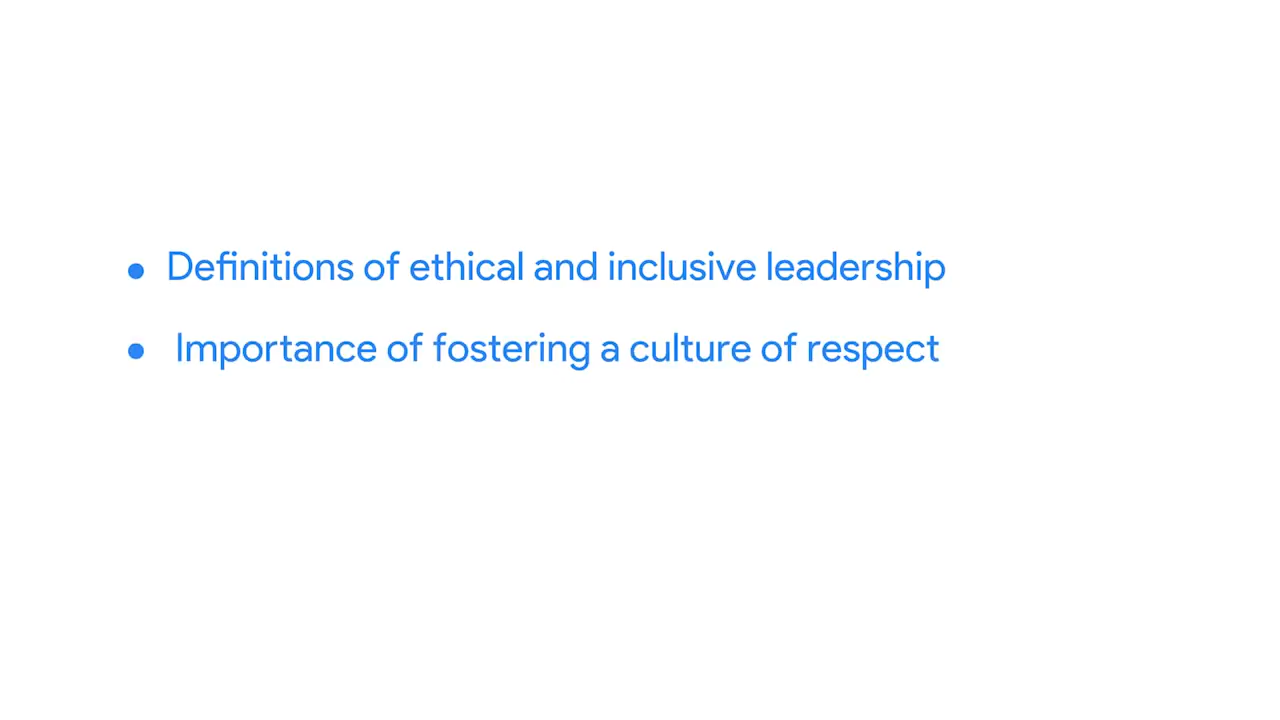 • Definitions of ethical and inclusive leadership
• Importance of fostering a culture of respect